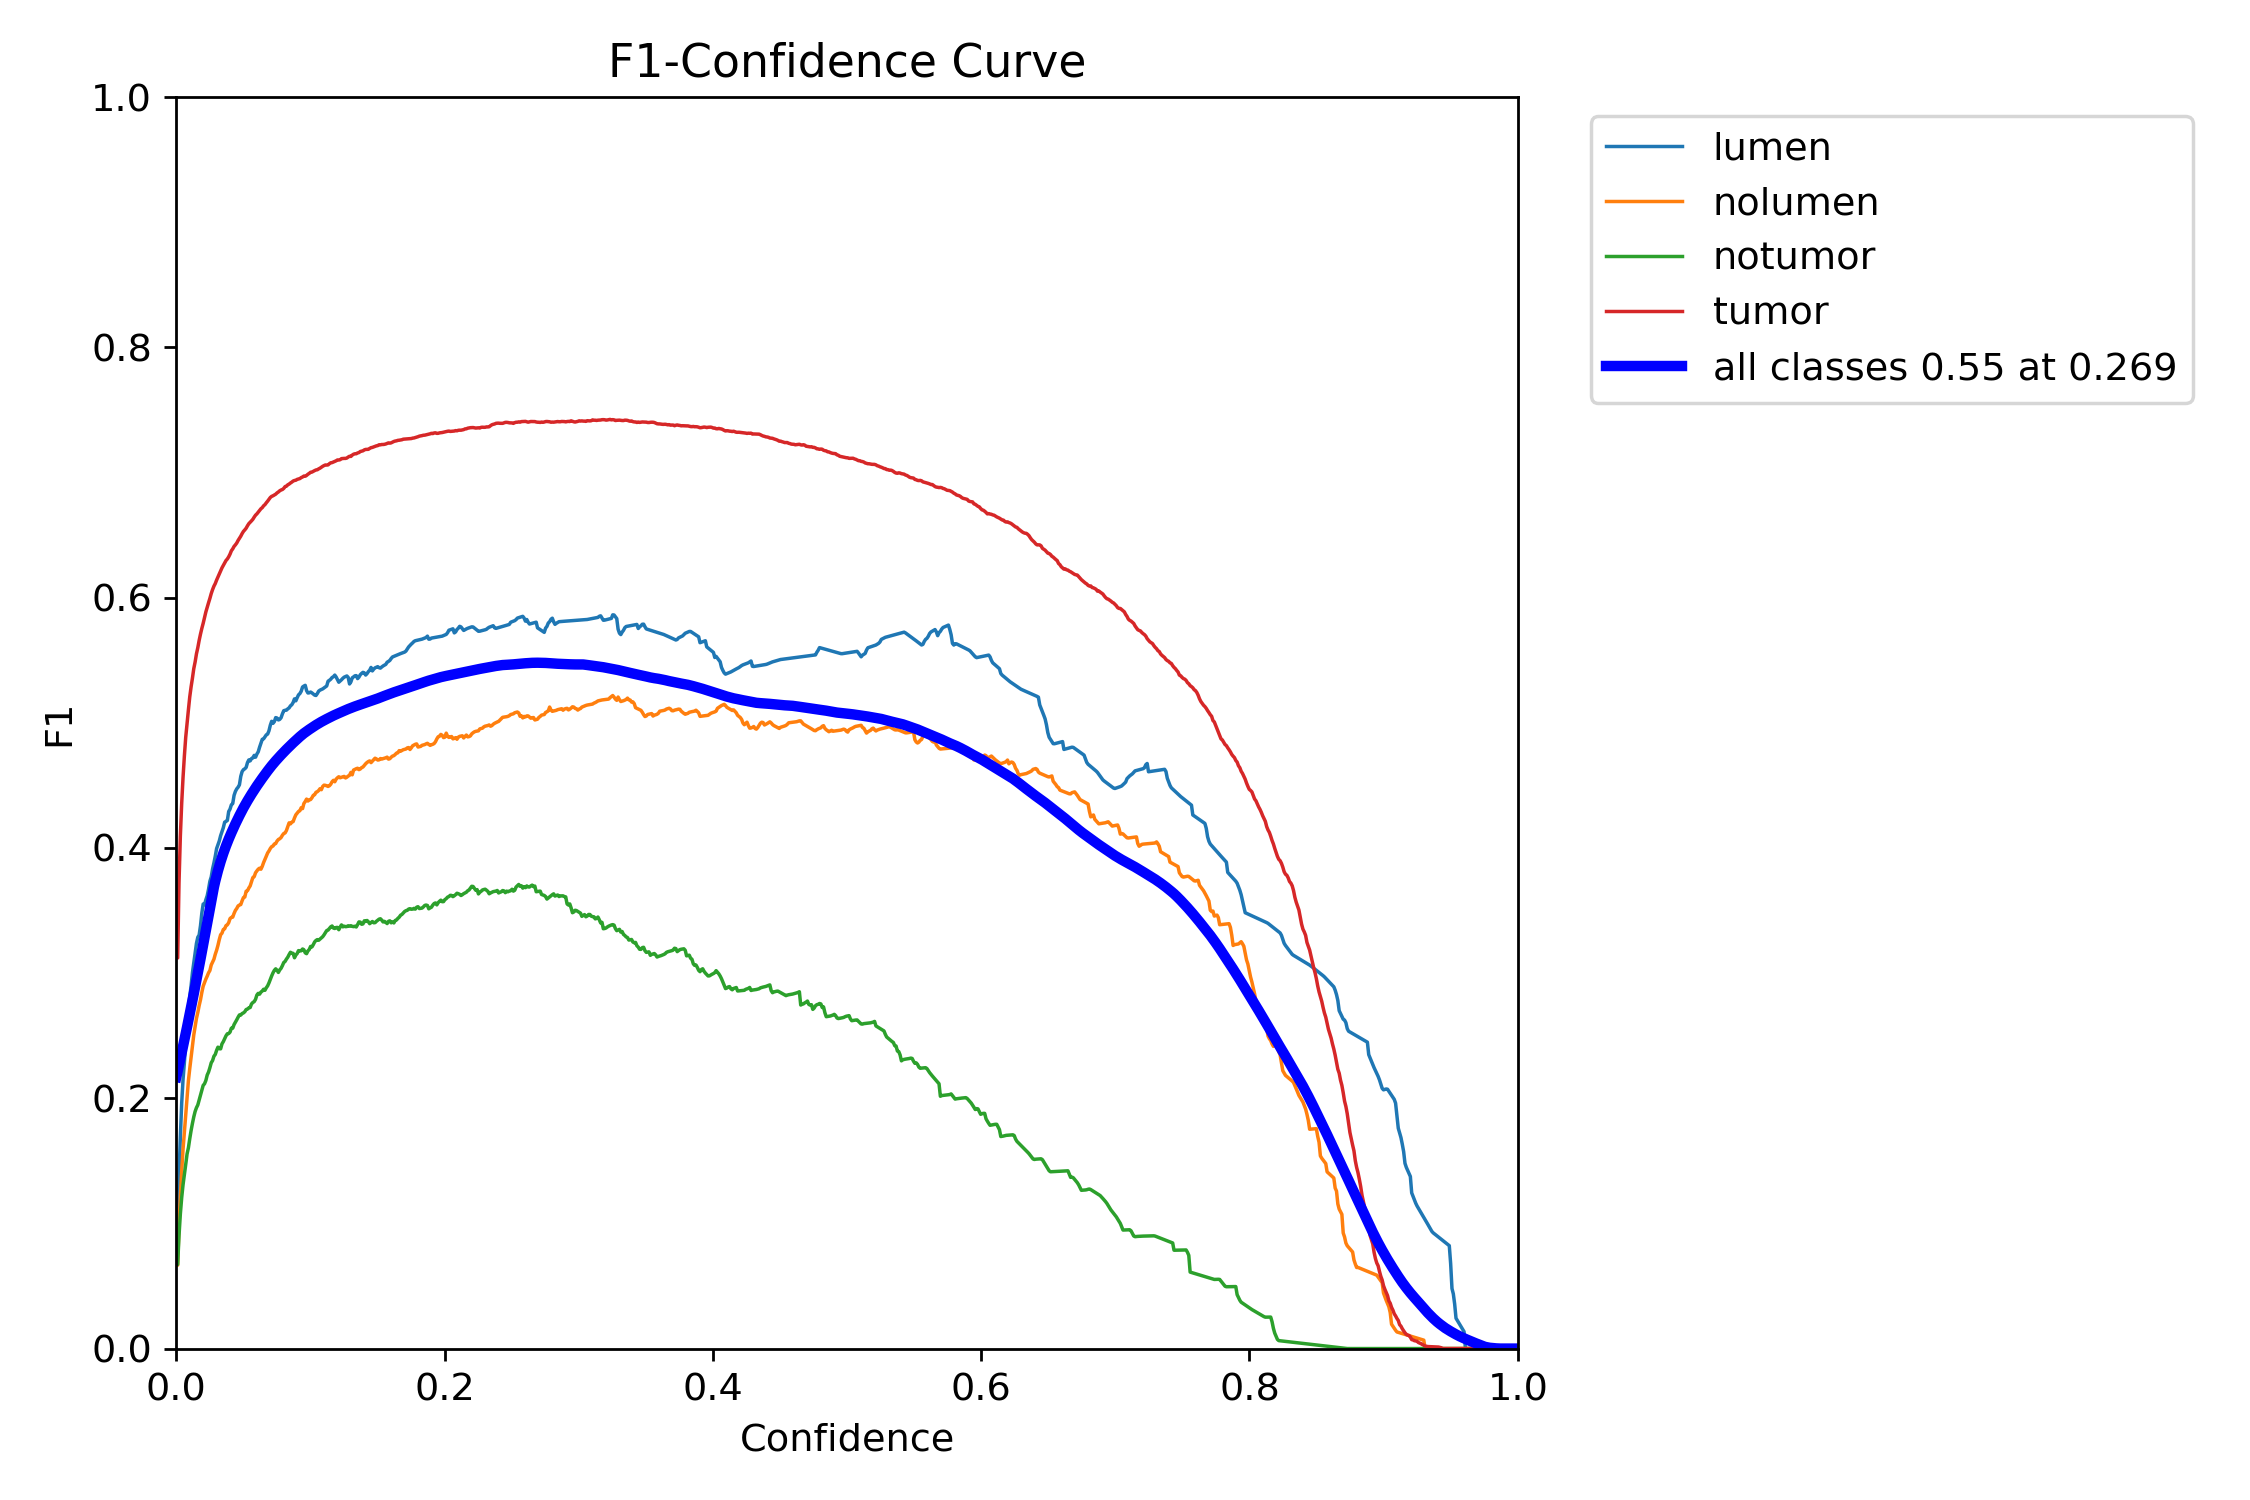 F1-Confidence Curve
1.0
0.8
0.6
0.4
0.2
0.0
F1
0.0 0.2 0.4 0.6 0.8 1.0
Confidence
lumen
nolumen
notumor
tumor
all classes 0.55 at 0.269